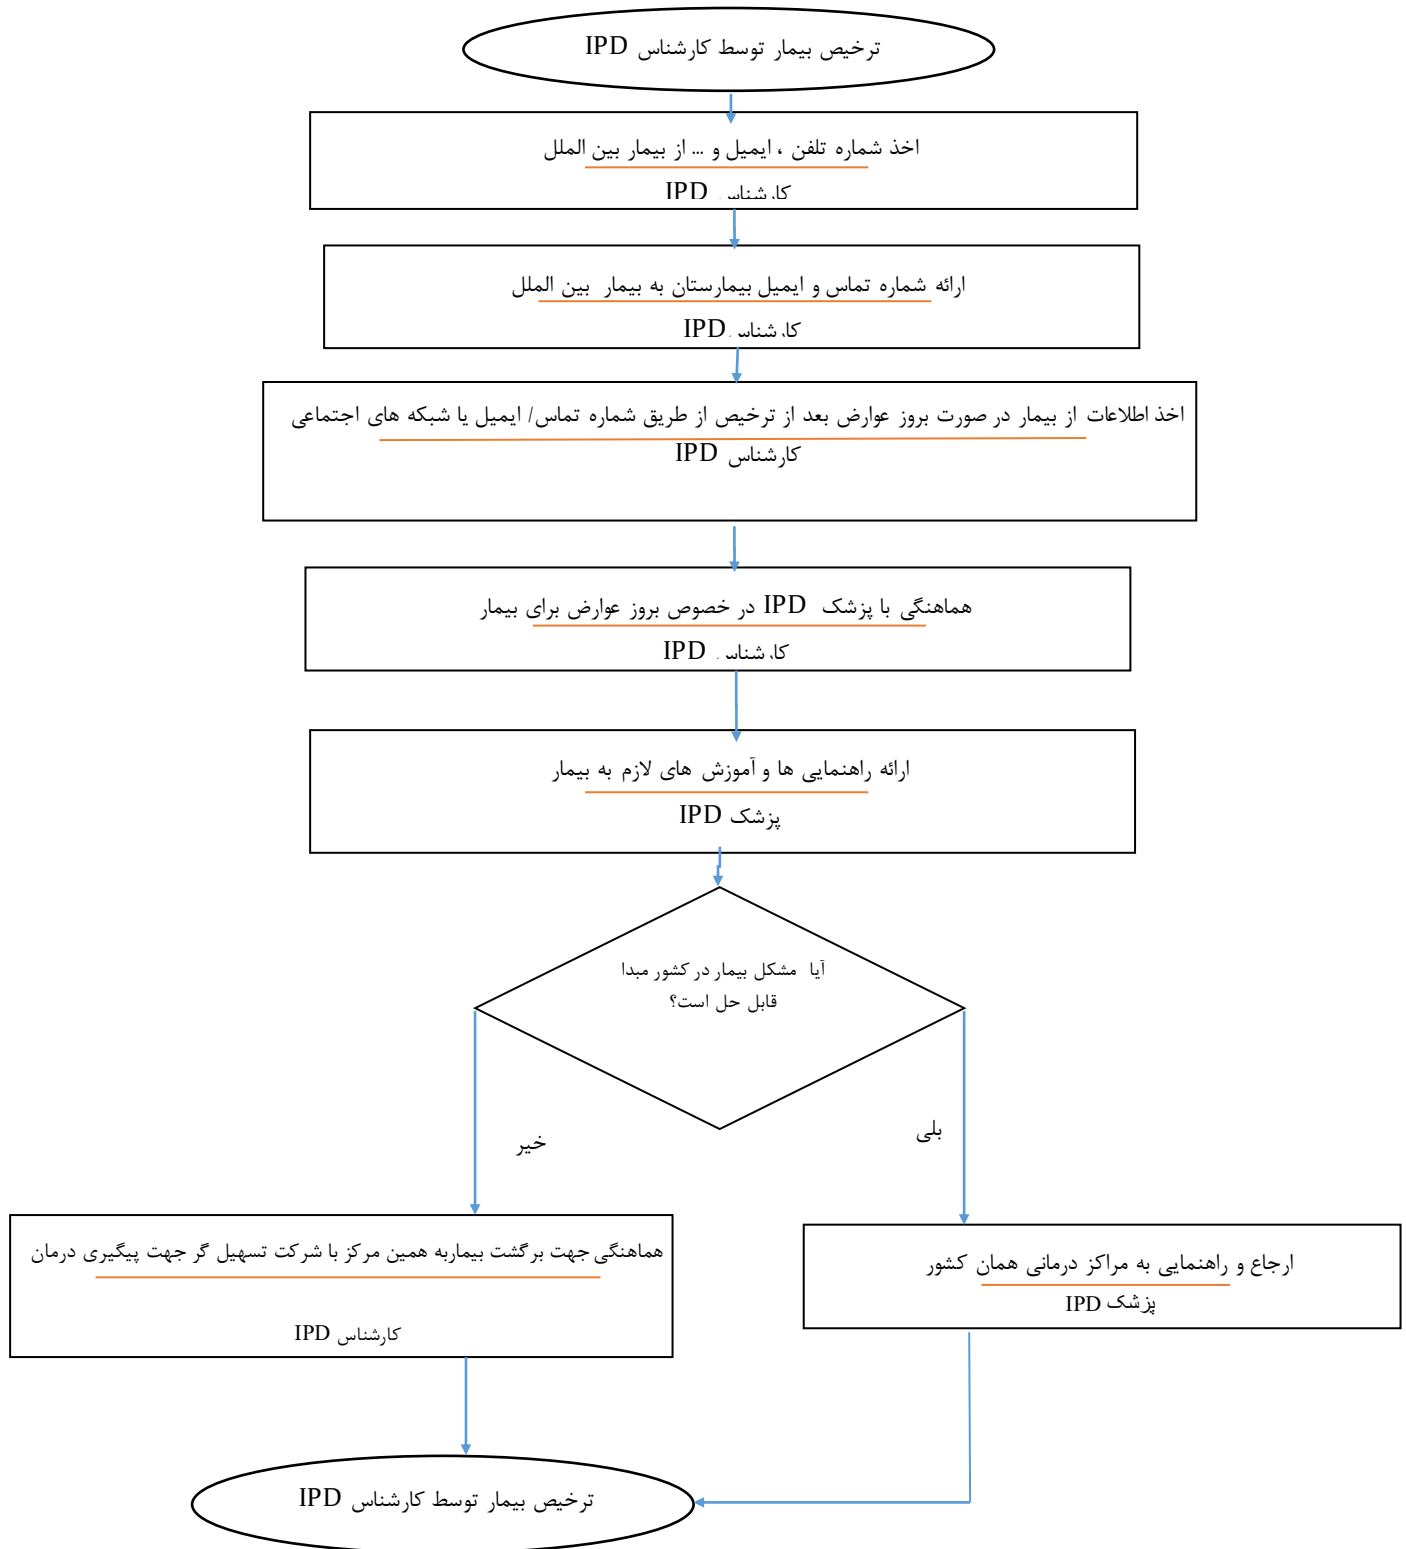 ترخیص بیمار توسط کارشناس IPD
اخذ شماره تلفن ، ایمیل و ... از بیمار بین الملل
کارشناس IPD
ارائه شماره تماس و ایمیل بیمارستان به بیمار بین الملل
کارشناس IPD
اخذ اطلاعات از بیمار در صورت بروز عوارض بعد از ترخیص از طریق شماره تماس/ ایمیل یا شبکه های اجتماعی
کارشناس IPD
هماهنگی با پزشک IPD در خصوص بروز عوارض برای بیمار
کارشناس IPD
ارائه راهنمایی ها و آموزش های لازم به بیمار
پزشک IPD
آیا مشکل بیمار در کشور مبدا
قابل حل است؟
بلی
خیر
ارجاع و راهنمایی به مراکز درمانی همان کشور
پزشک IPD
هماهنگی جهت برگشت بیماربه همین مرکز با شرکت تسهیل گر جهت پیگیری درمان
کارشناس IPD
ترخیص بیمار توسط کارشناس IPD